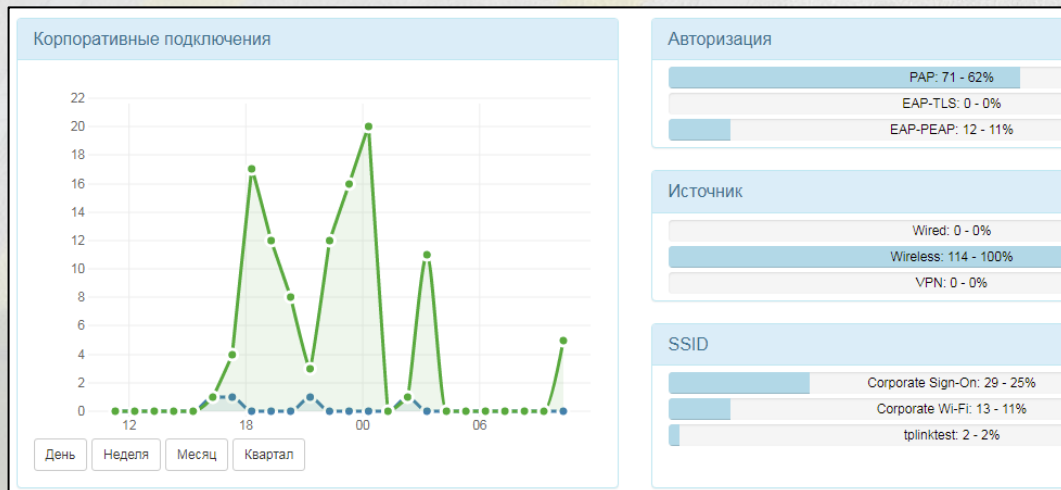 Корпоративные подключения
22
20
18
16
14
12
10
8
6
4
2
0
12 18 00 06
День Неделя Месяц Квартал
Авторизация
PAP: 71 - 62%
EAP-TLS: 0 - 0%
EAP-PEAP: 12 - 11%
Источник
Wired: 0 - 0%
Wireless: 114 - 100%
VPN: 0 - 0%
SSID
Corporate Sign-On: 29 - 25%
Corporate Wi-Fi: 13 - 11%
tplinktest: 2 - 2%